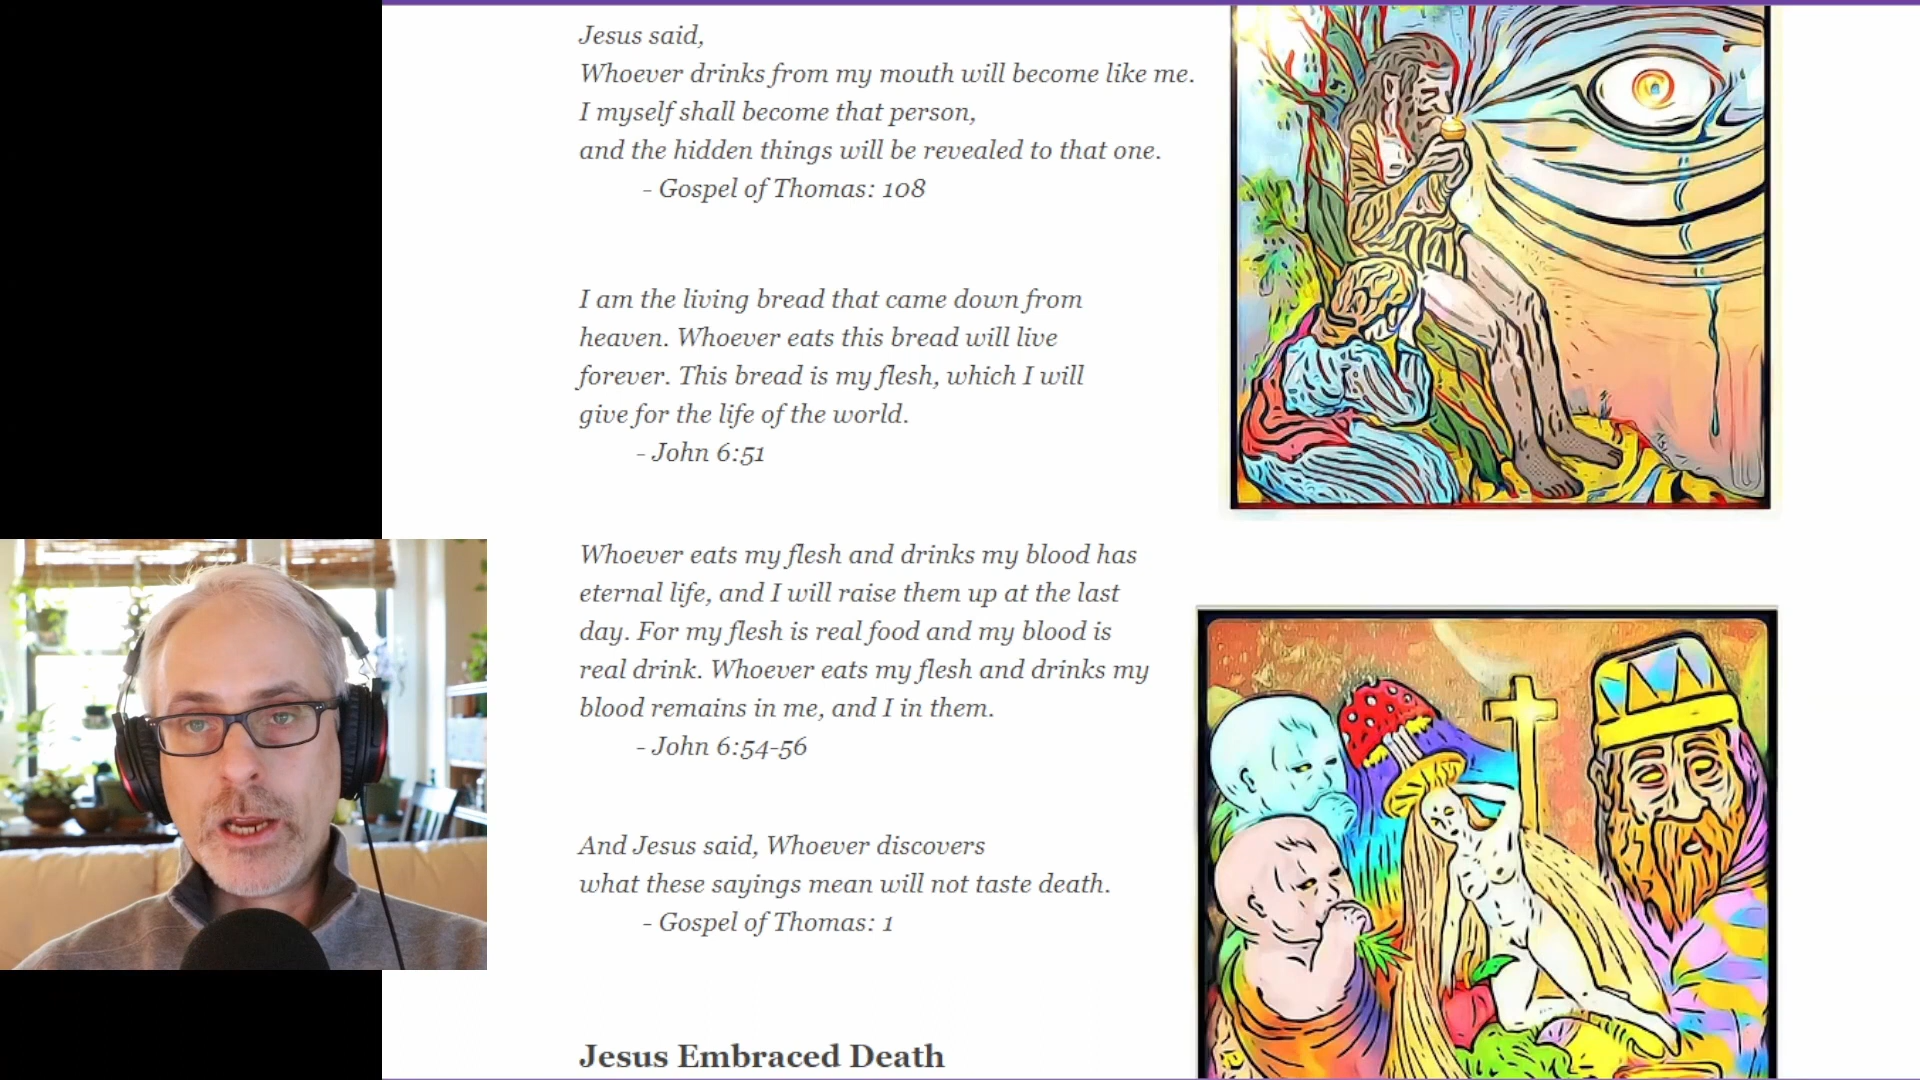 Jesus said,
Whoever drinks from my mouth will become like me.
I myself shall become that person,
and the hidden things will be revealed to that one.
- Gospel of Thomas: 108
I am the living bread that came down from
heaven. Whoever eats this bread will live
forever. This bread is my flesh, which I will
give for the life of the world.
- John 6:51
Whoever eats my flesh and drinks my blood has
eternal life, and I will raise them up at the last
day. For my flesh is real food and my blood is
real drink. Whoever eats my flesh and drinks my
blood remains in me, and I in them.
- John 6:54-56
And Jesus said, Whoever discovers
what these sayings mean will not taste death.
- Gospel of Thomas: 1
Jesus Embraced Death